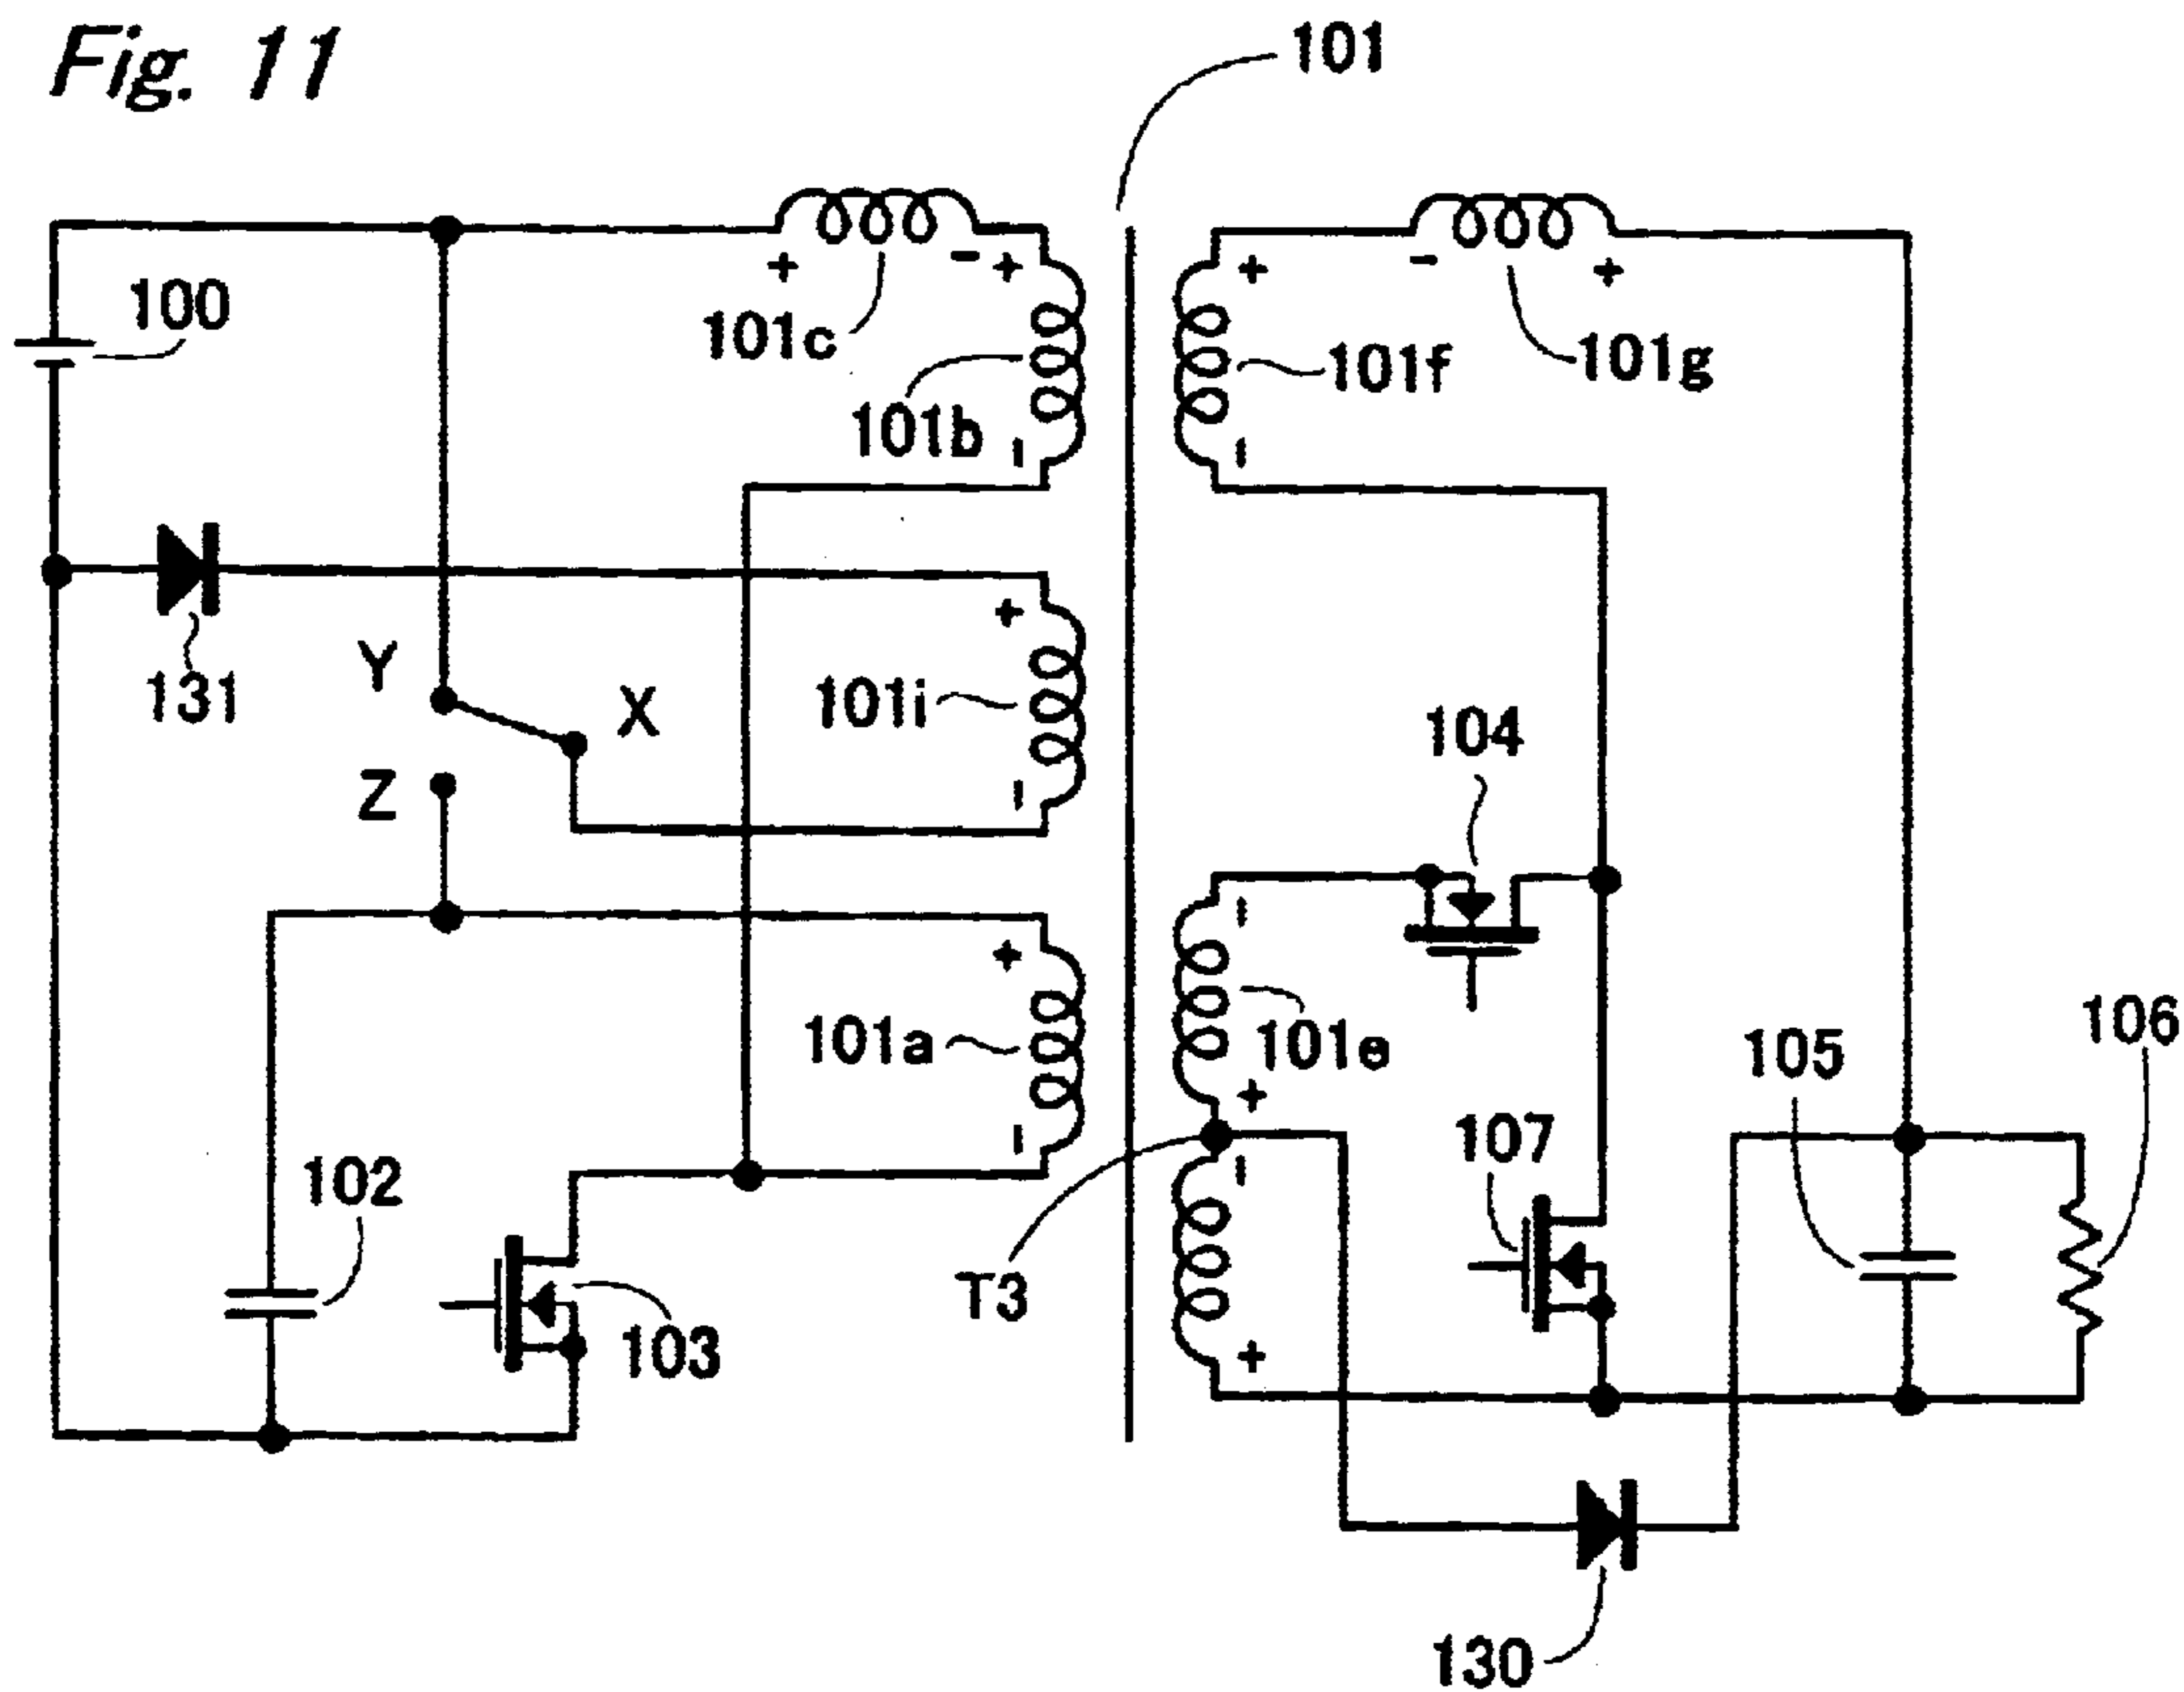 Fig. 11
101
100
101c
101b
101f
101g
131
Y
X
Z
101i
104
101a
101e
105
106
102
107
T3
103
130
+ - +
-
+ - +
-
+
-
+
-
-
+
-
+